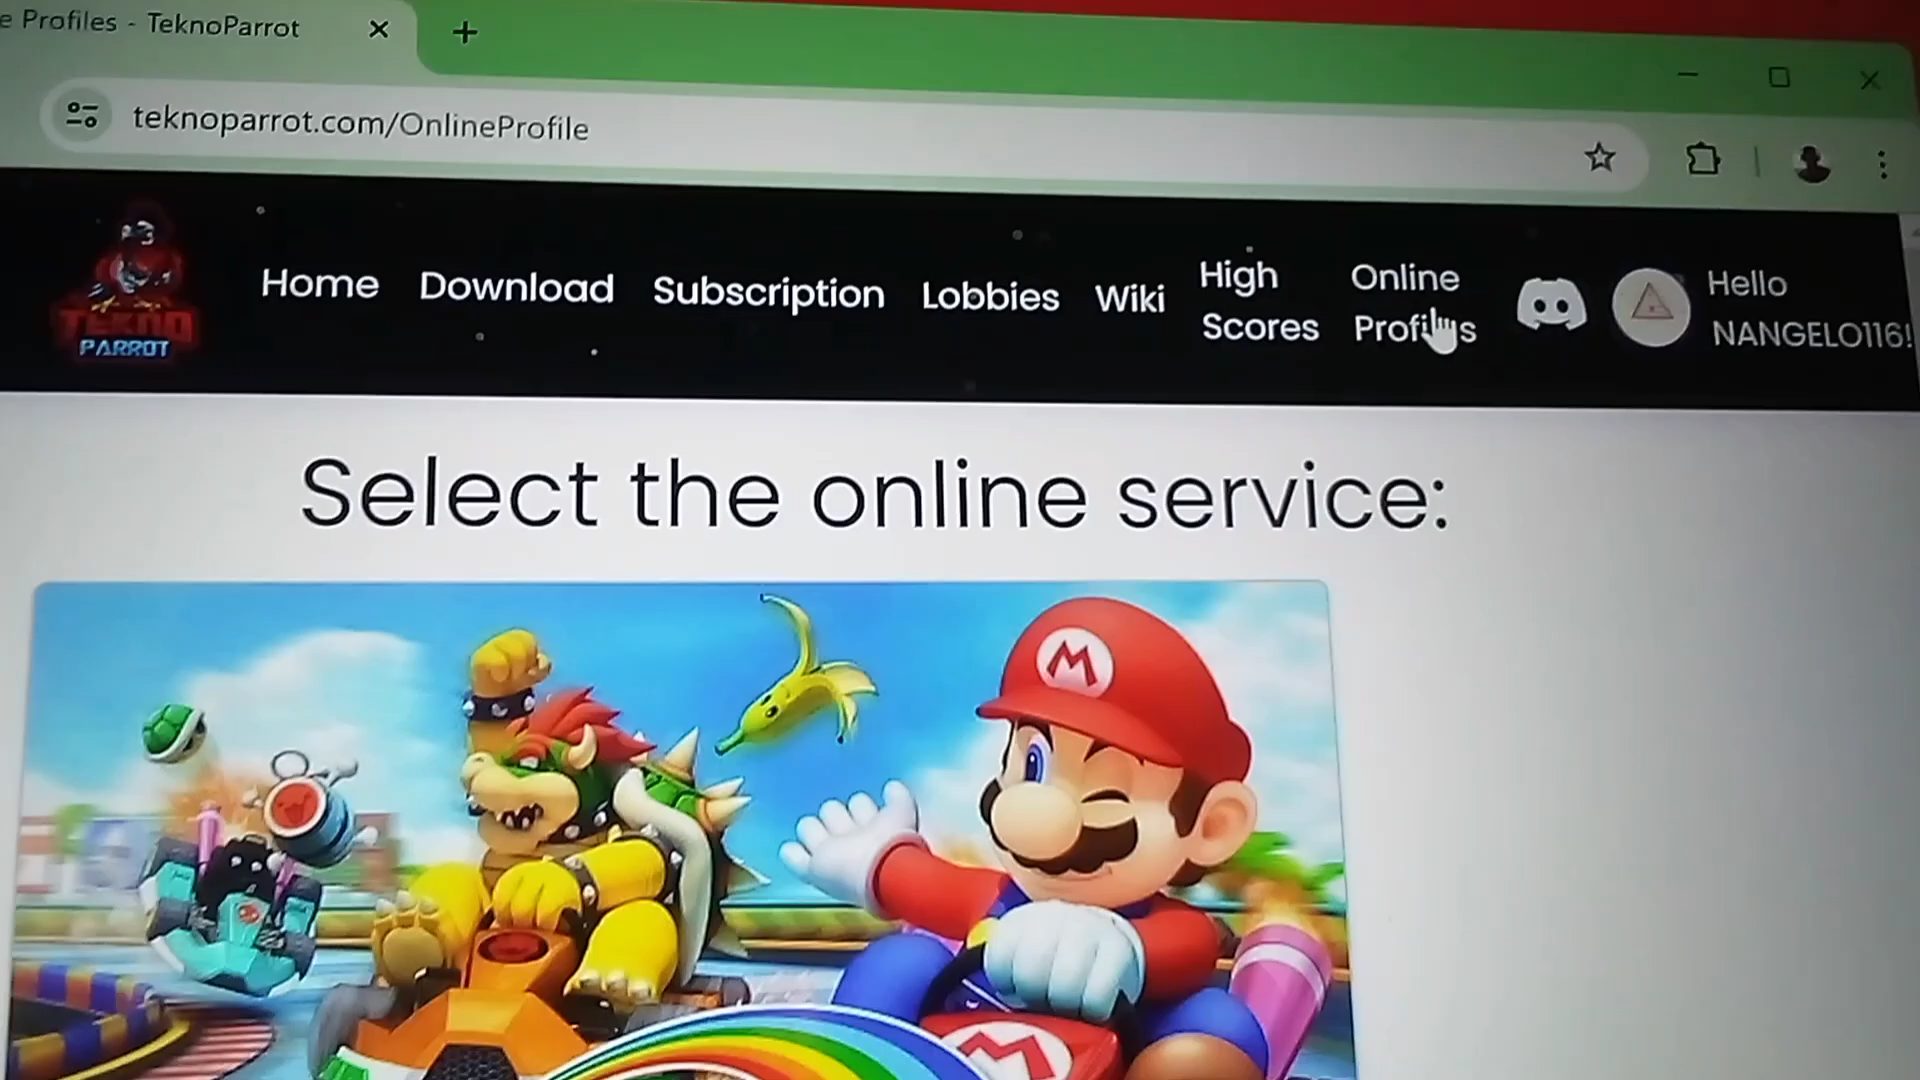 e Profiles - TeknoParrot
teknoparrot.com/OnlineProfile
TEKNO
PARROT
Home
Download
Subscription
Lobbies
Wiki
High
Scores
Online
Profiles
Hello
NANGELO116!
Select the online service:
M
M